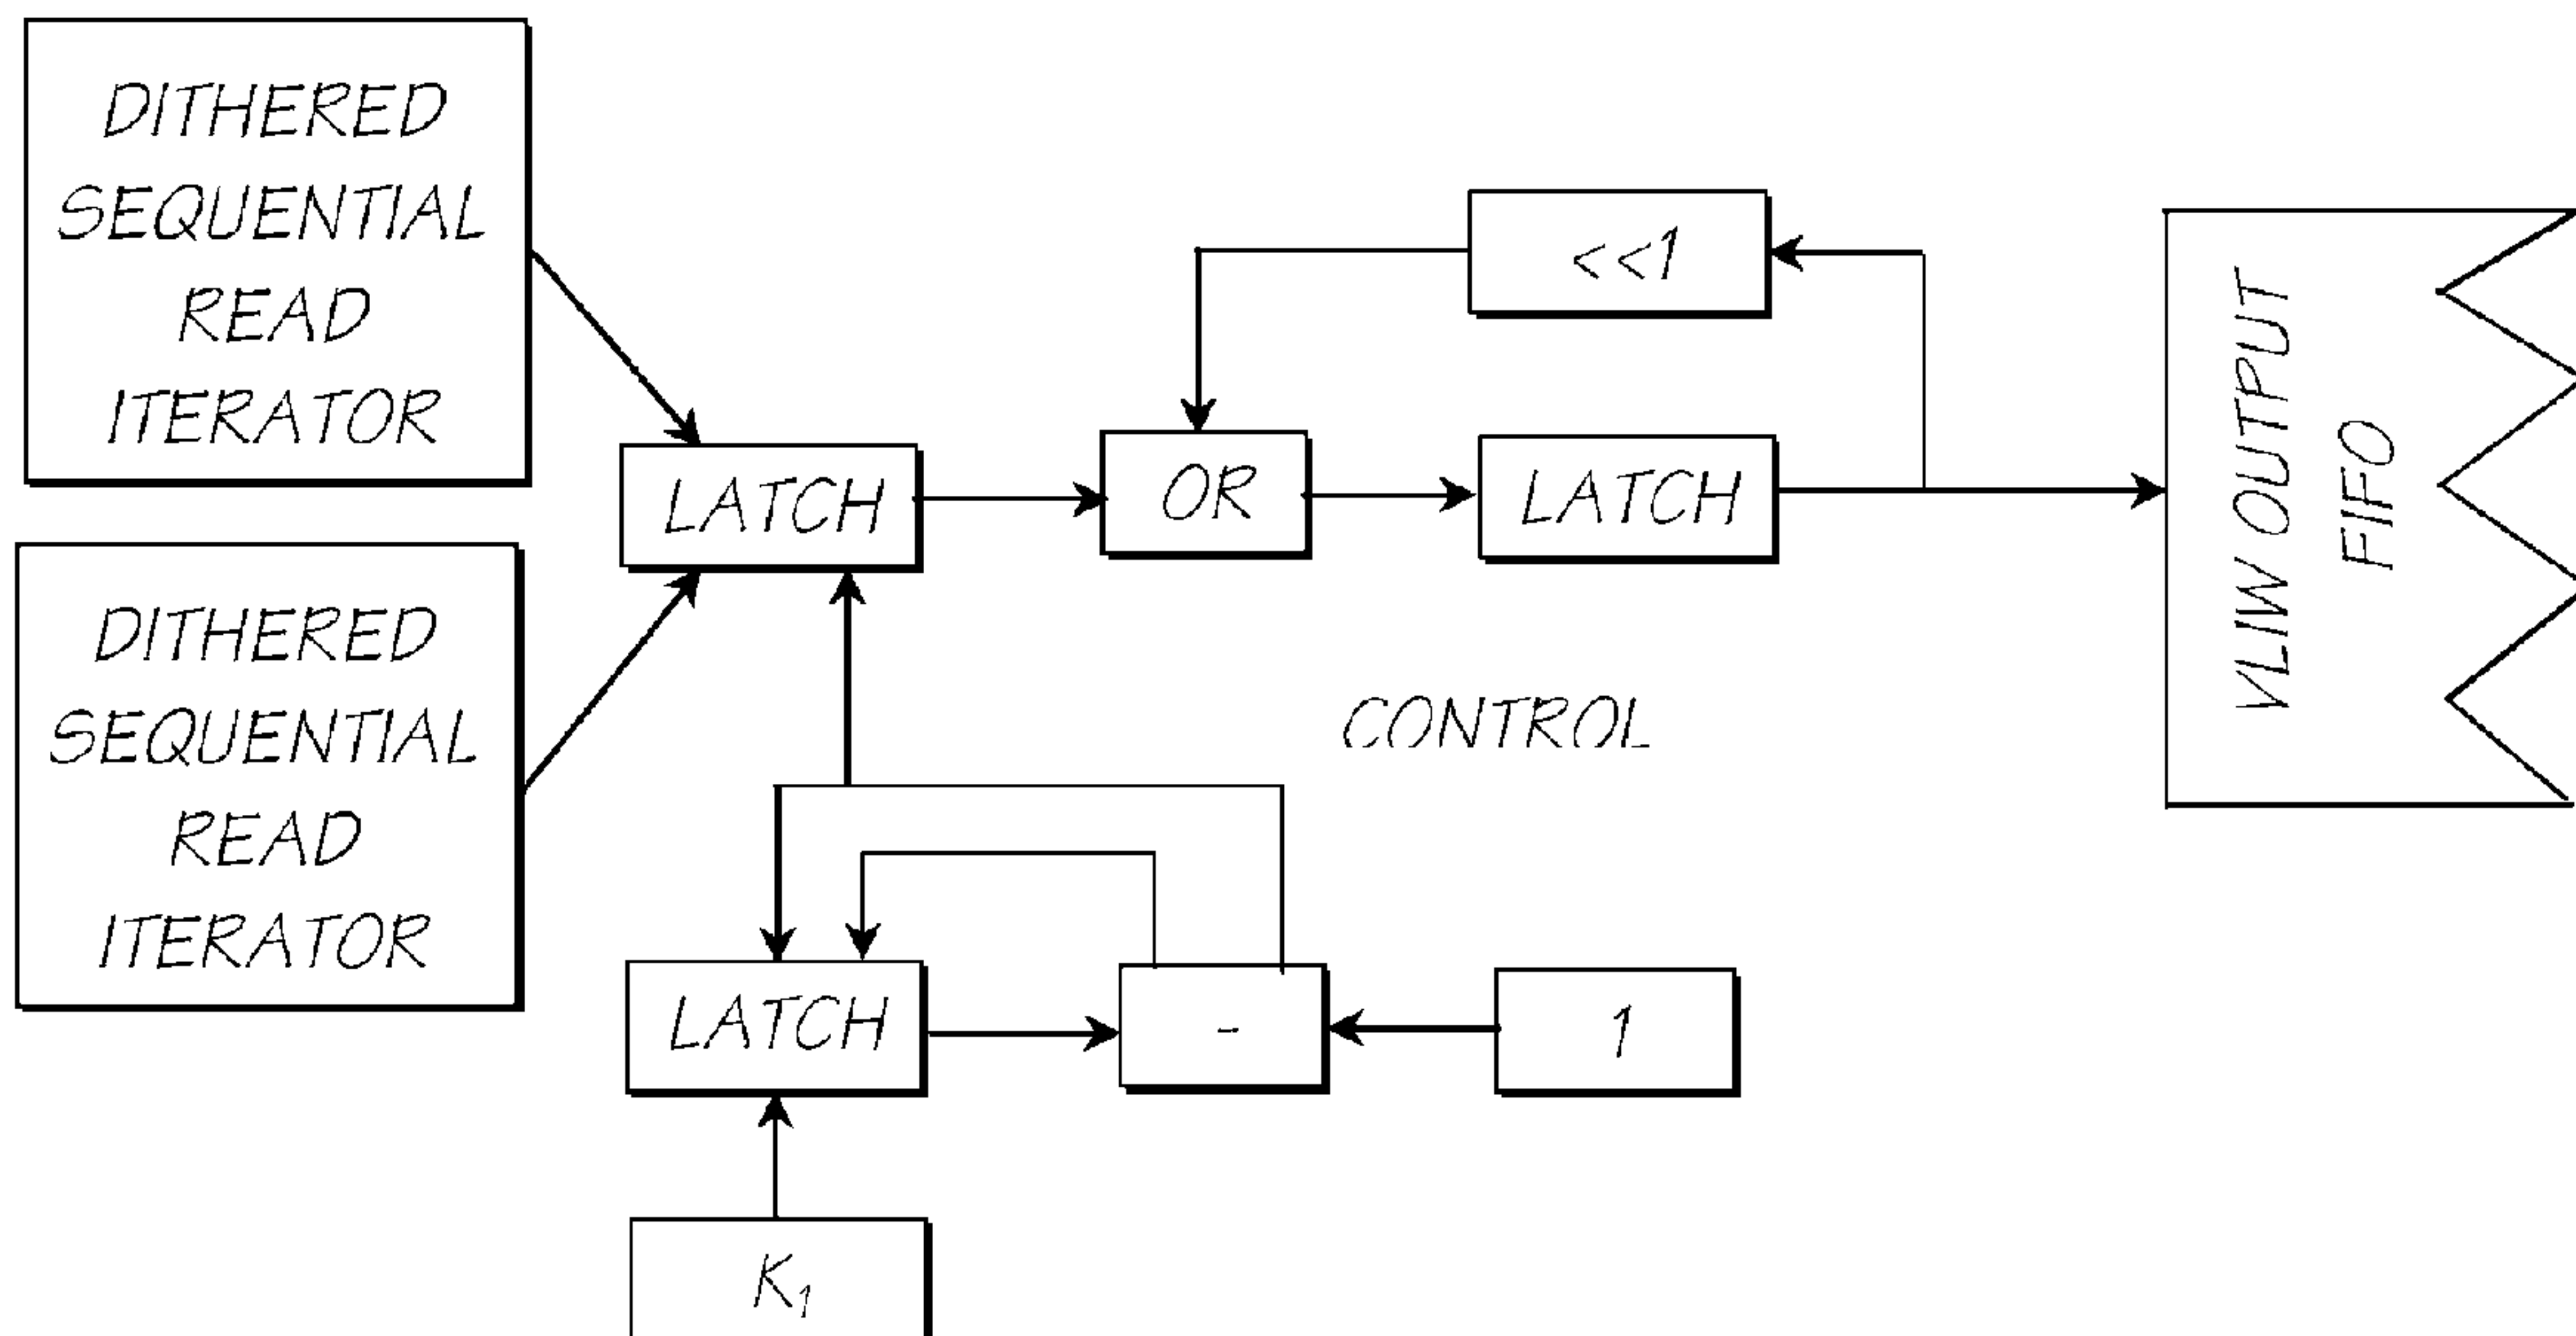 DITHERED
SEQUENTIAL
READ
ITERATOR
DITHERED
SEQUENTIAL
READ
ITERATOR
LATCH
OR
<<1
LATCH
VLIW OUTPUT
FIFO
CONTROL
LATCH
-
1
K₁